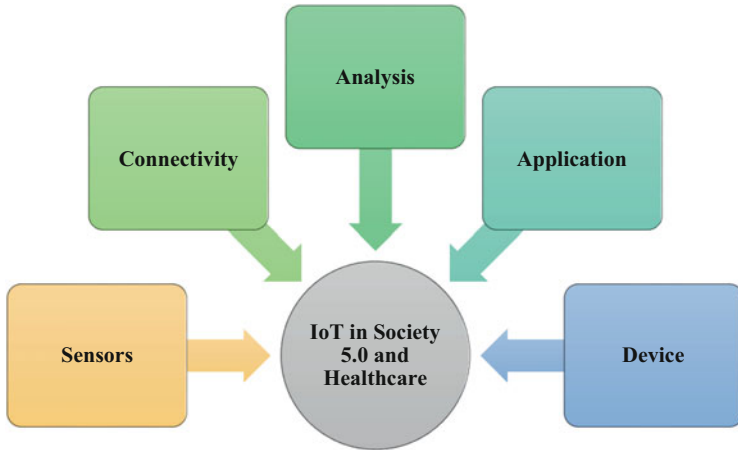 Analysis
Connectivity
Application
Sensors
IoT in Society
5.0 and
Healthcare
Device